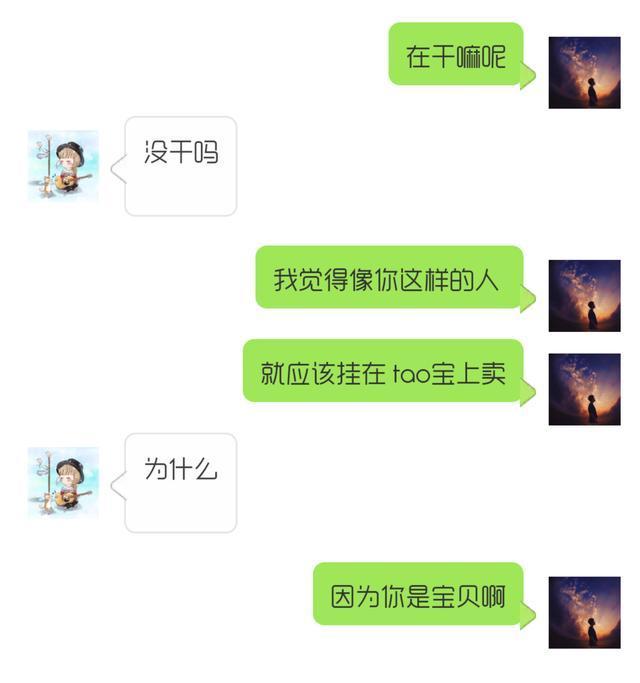 在干嘛呢
没干吗
我觉得像你这样的人
就应该挂在 tao宝上卖
为什么
因为你是宝贝啊